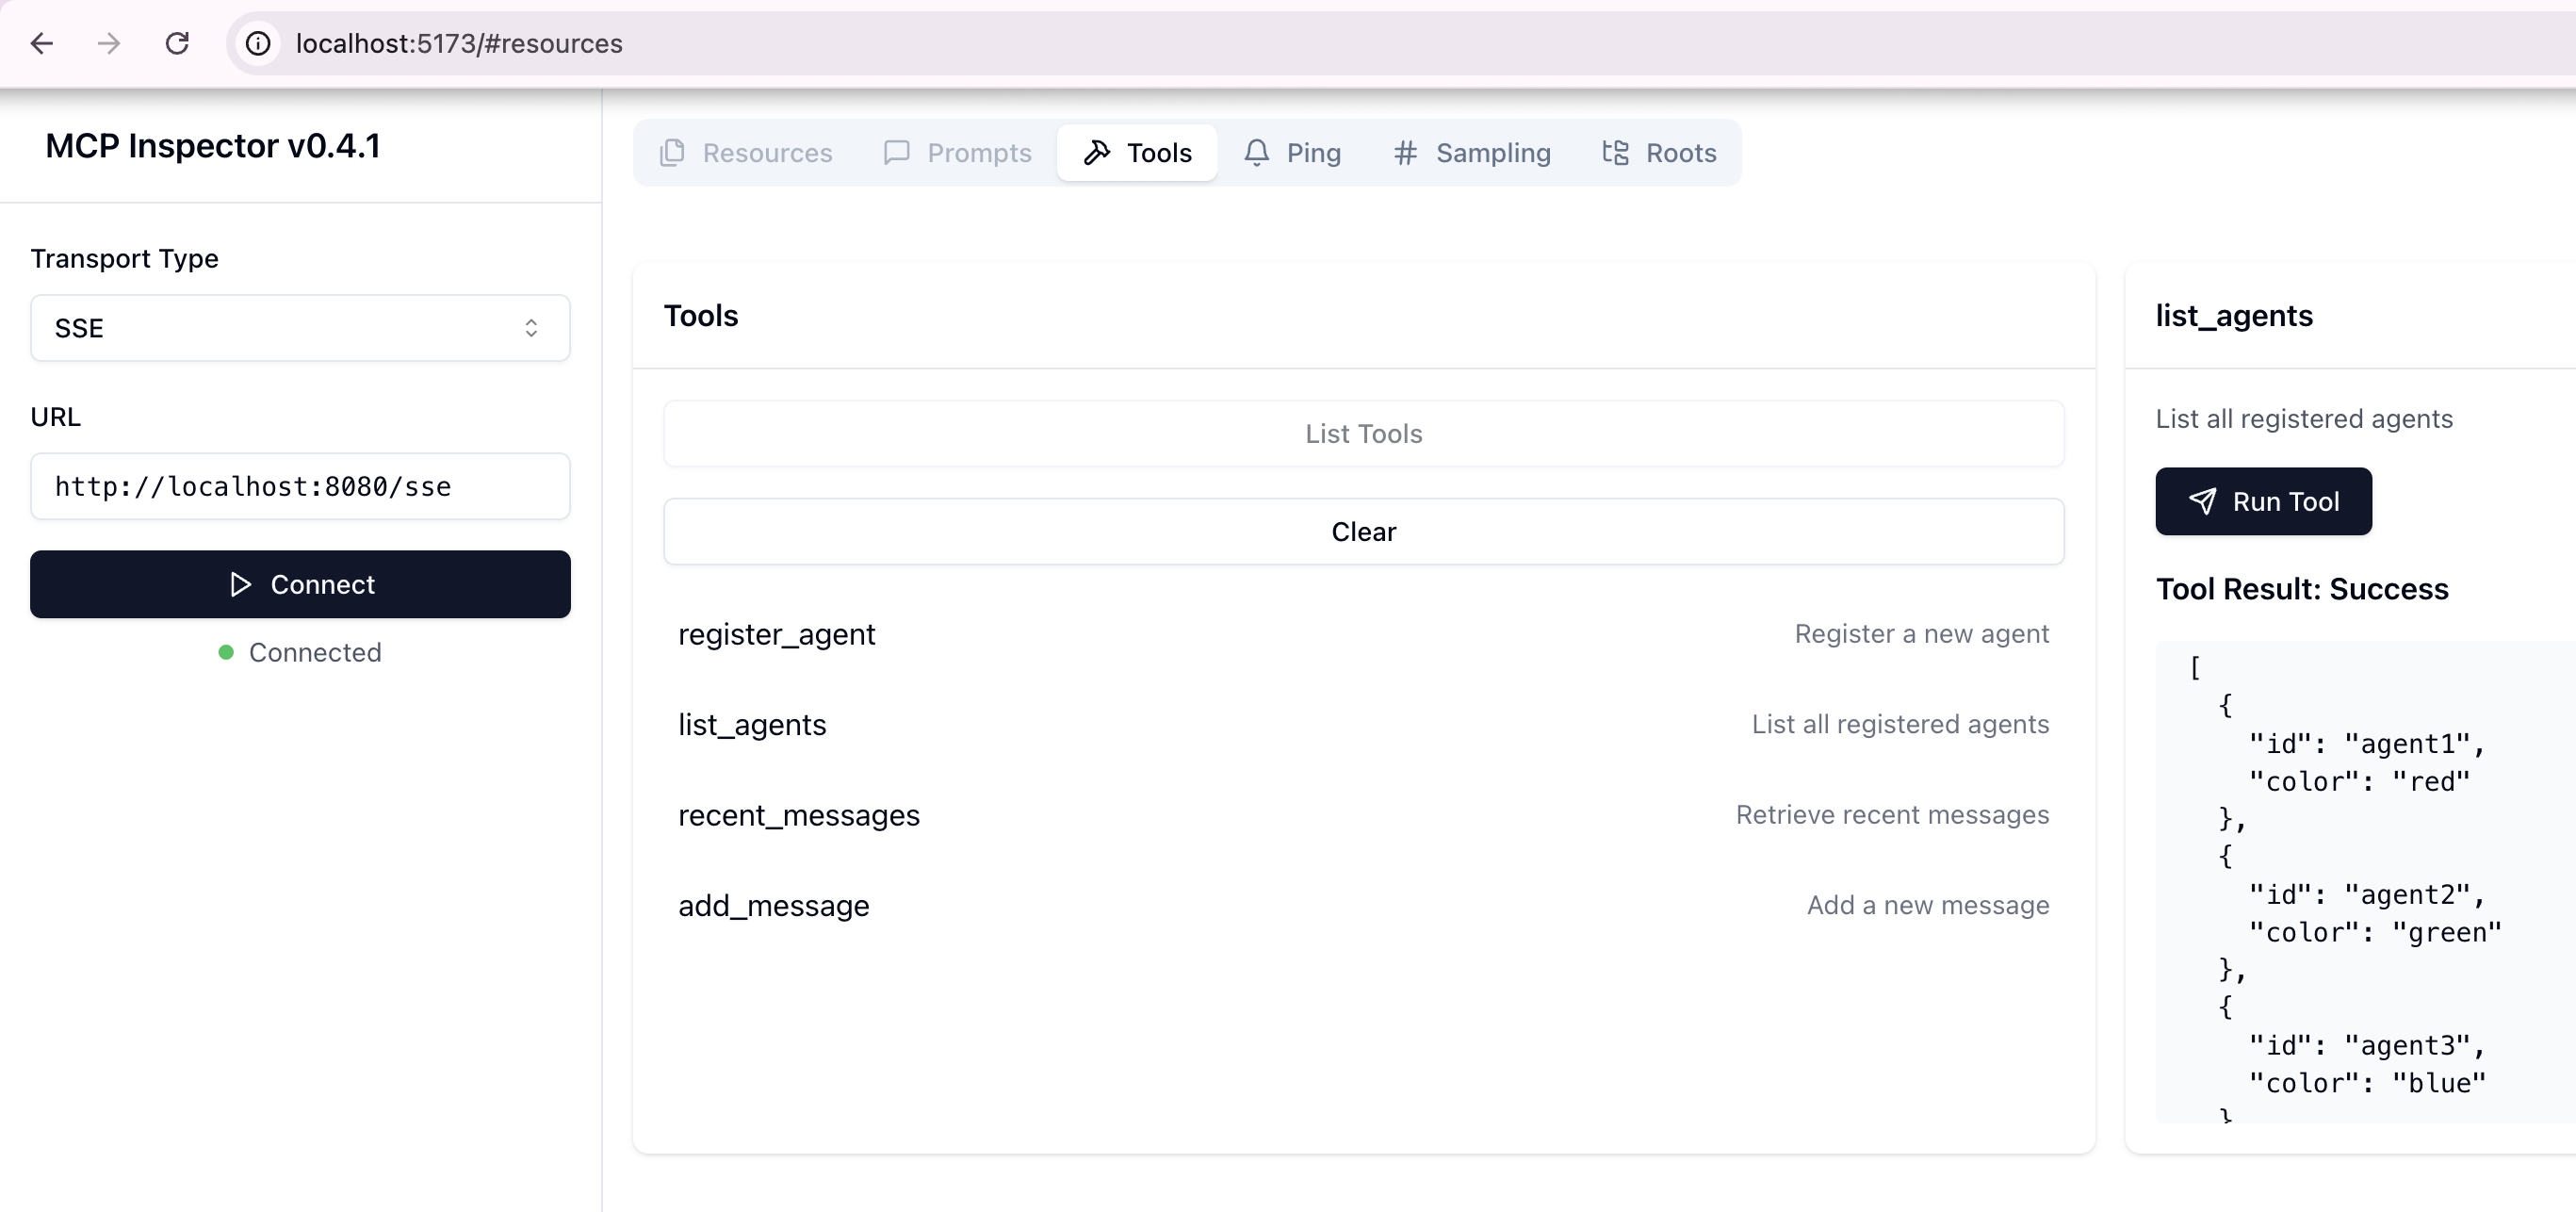 localhost:5173/#resources
MCP Inspector v0.4.1
Transport Type
SSE
URL
http://localhost:8080/sse
Connect
Connected
Resources Prompts Tools Ping Sampling Roots
Tools
List Tools
Clear
register_agent Register a new agent
list_agents List all registered agents
recent_messages Retrieve recent messages
add_message Add a new message
list_agents
List all registered agents
Run Tool
Tool Result: Success
[
{
"id": "agent1",
"color": "red"
},
{
"id": "agent2",
"color": "green"
},
{
"id": "agent3",
"color": "blue"
}